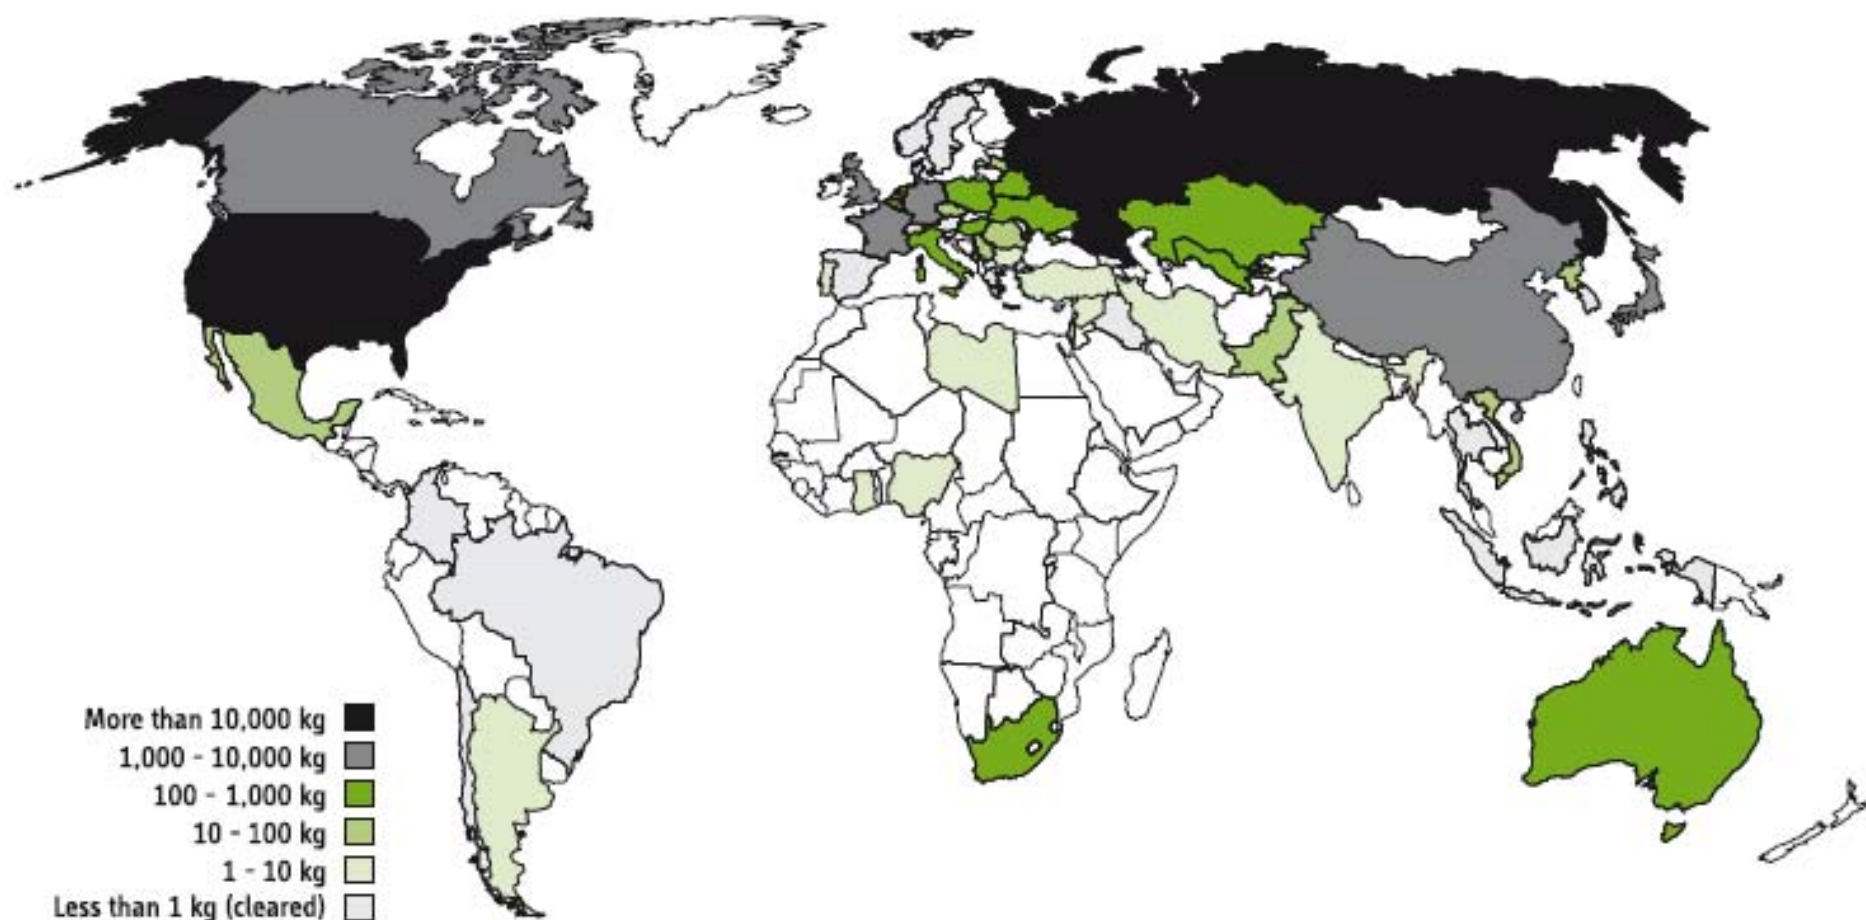 More than 10,000 kg
1,000 - 10,000 kg
100 - 1,000 kg
10 - 100 kg
1 - 10 kg
Less than 1 kg (cleared)